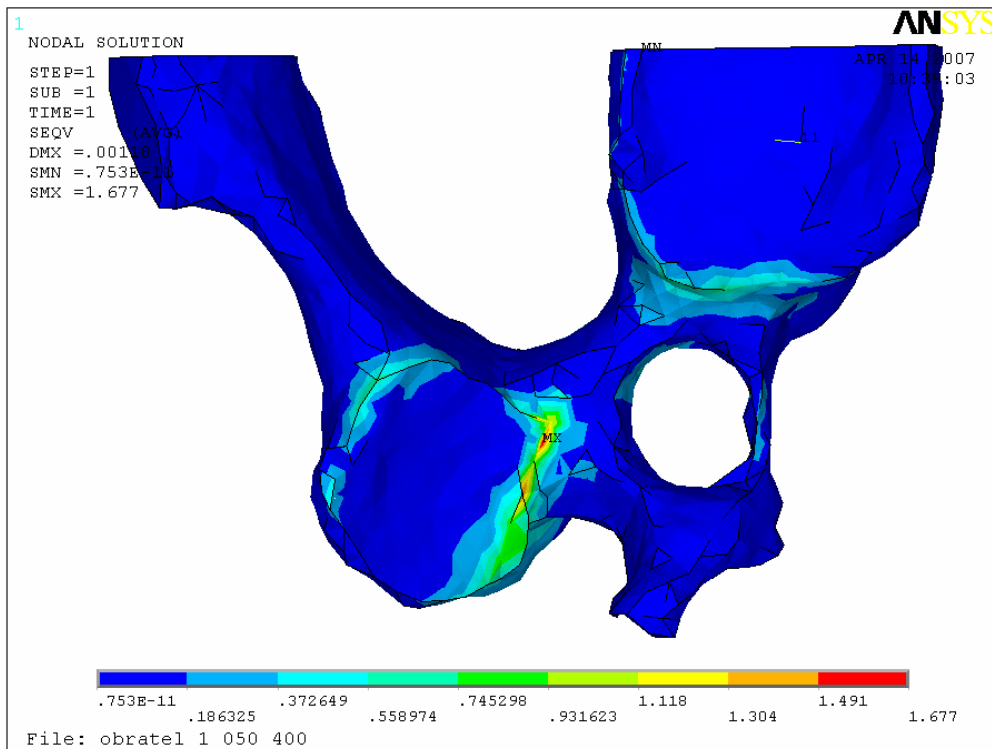 1
ANSYS
NODAL SOLUTION
APR 14 2007
STEP=1
SUB =1
TIME=1
SEQV (AVG)
DMX =
SMN =.753E-11
SMX =1.677
MN
MX
.753E-11 .372649 .745298 1.118 1.491
.186325 .558974 .931623 1.304 1.677
File: obratel 1 050 400